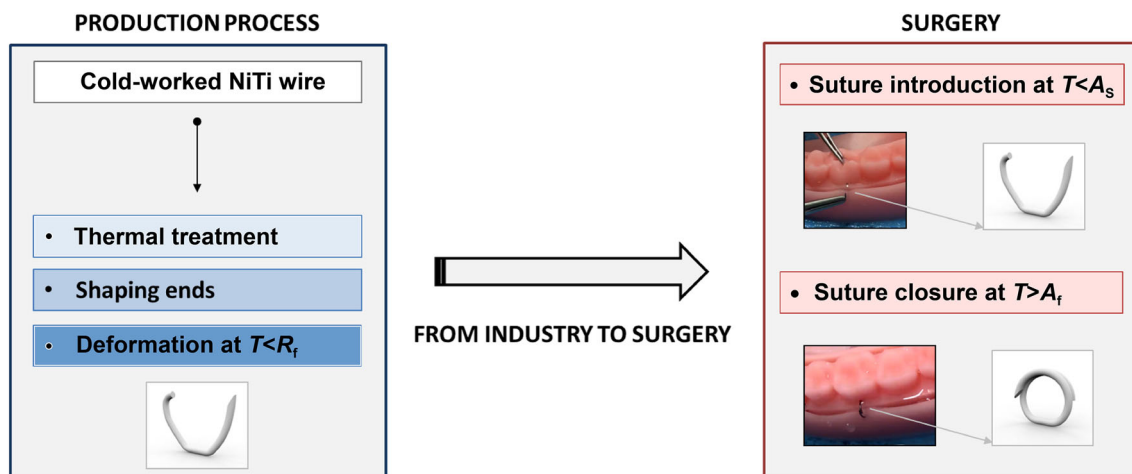 PRODUCTION PROCESS
Cold-worked NiTi wire
• Thermal treatment
• Shaping ends
• Deformation at T<Rf
FROM INDUSTRY TO SURGERY
SURGERY
• Suture introduction at T<As
• Suture closure at T>Af